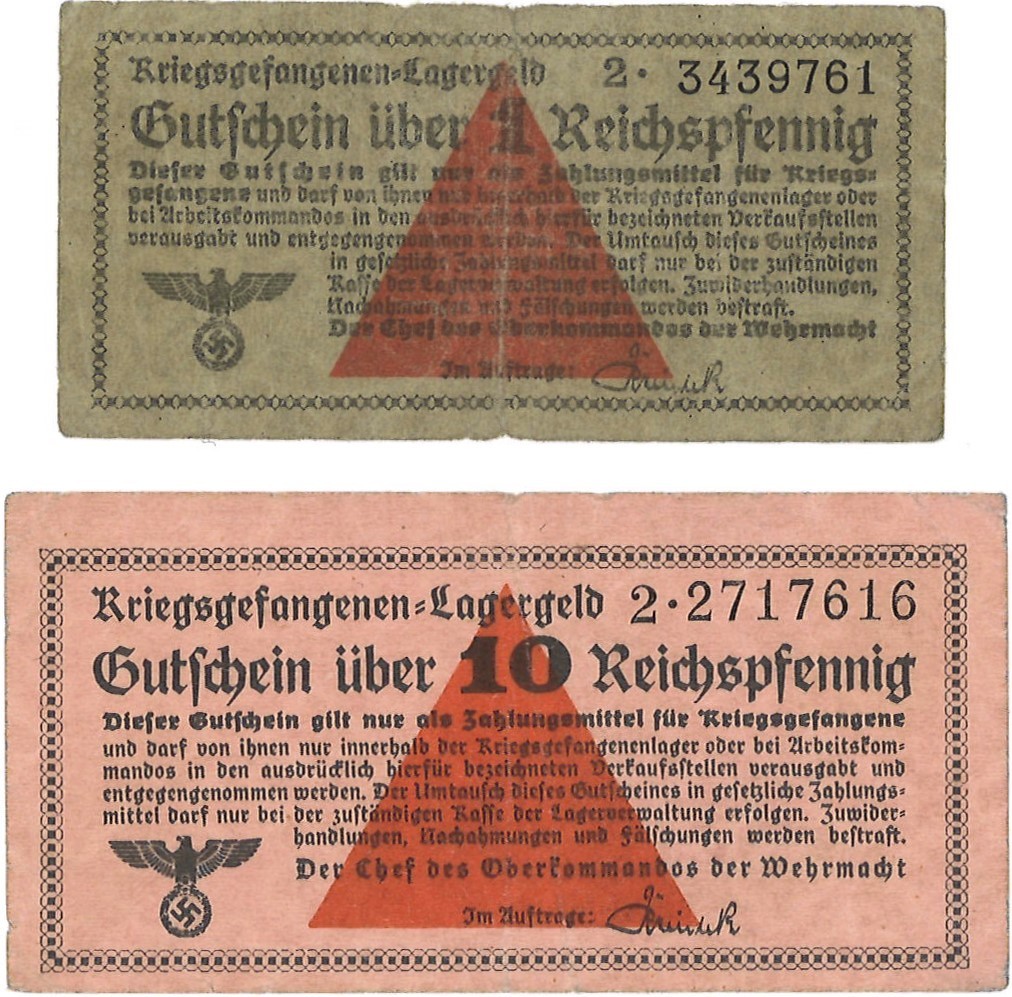 Kriegsgefangenen=Lagergeld 2· 3439761
Gutschein über 1 Reichspfennig
Dieser Gutschein gilt nur als Zahlungsmittel für Kriegs=
gefangene und darf von ihnen nur innerhalb der Kriegsgefangenenlager oder
bei Arbeitskommandos in den ausdrücklich hierfür bezeichneten Verkaufsstellen
verausgabt und entgegengenommen werden. Der Umtausch dieses Gutscheines
in gesetzliche Zahlungsmittel darf nur bei der zuständigen
Kasse der Lagerverwaltung erfolgen. Zuwiderhandlungen,
Nachahmungen und Fälschungen werden bestraft.
Der Chef des Oberkommandos der Wehrmacht
Im Auftrage:
Kriegsgefangenen=Lagergeld 2·2717616
Gutschein über 10 Reichspfennig
Dieser Gutschein gilt nur als Zahlungsmittel für Kriegsgefangene
und darf von ihnen nur innerhalb der Kriegsgefangenenlager oder bei Arbeitskom=
mandos in den ausdrücklich hierfür bezeichneten Verkaufsstellen verausgabt und
entgegengenommen werden. Der Umtausch dieses Gutscheines in gesetzliche Zahlungs=
mittel darf nur bei der zuständigen Kasse der Lagerverwaltung erfolgen. Zuwider=
handlungen, Nachahmungen und Fälschungen werden bestraft.
Der Chef des Oberkommandos der Wehrmacht
Im Auftrage: